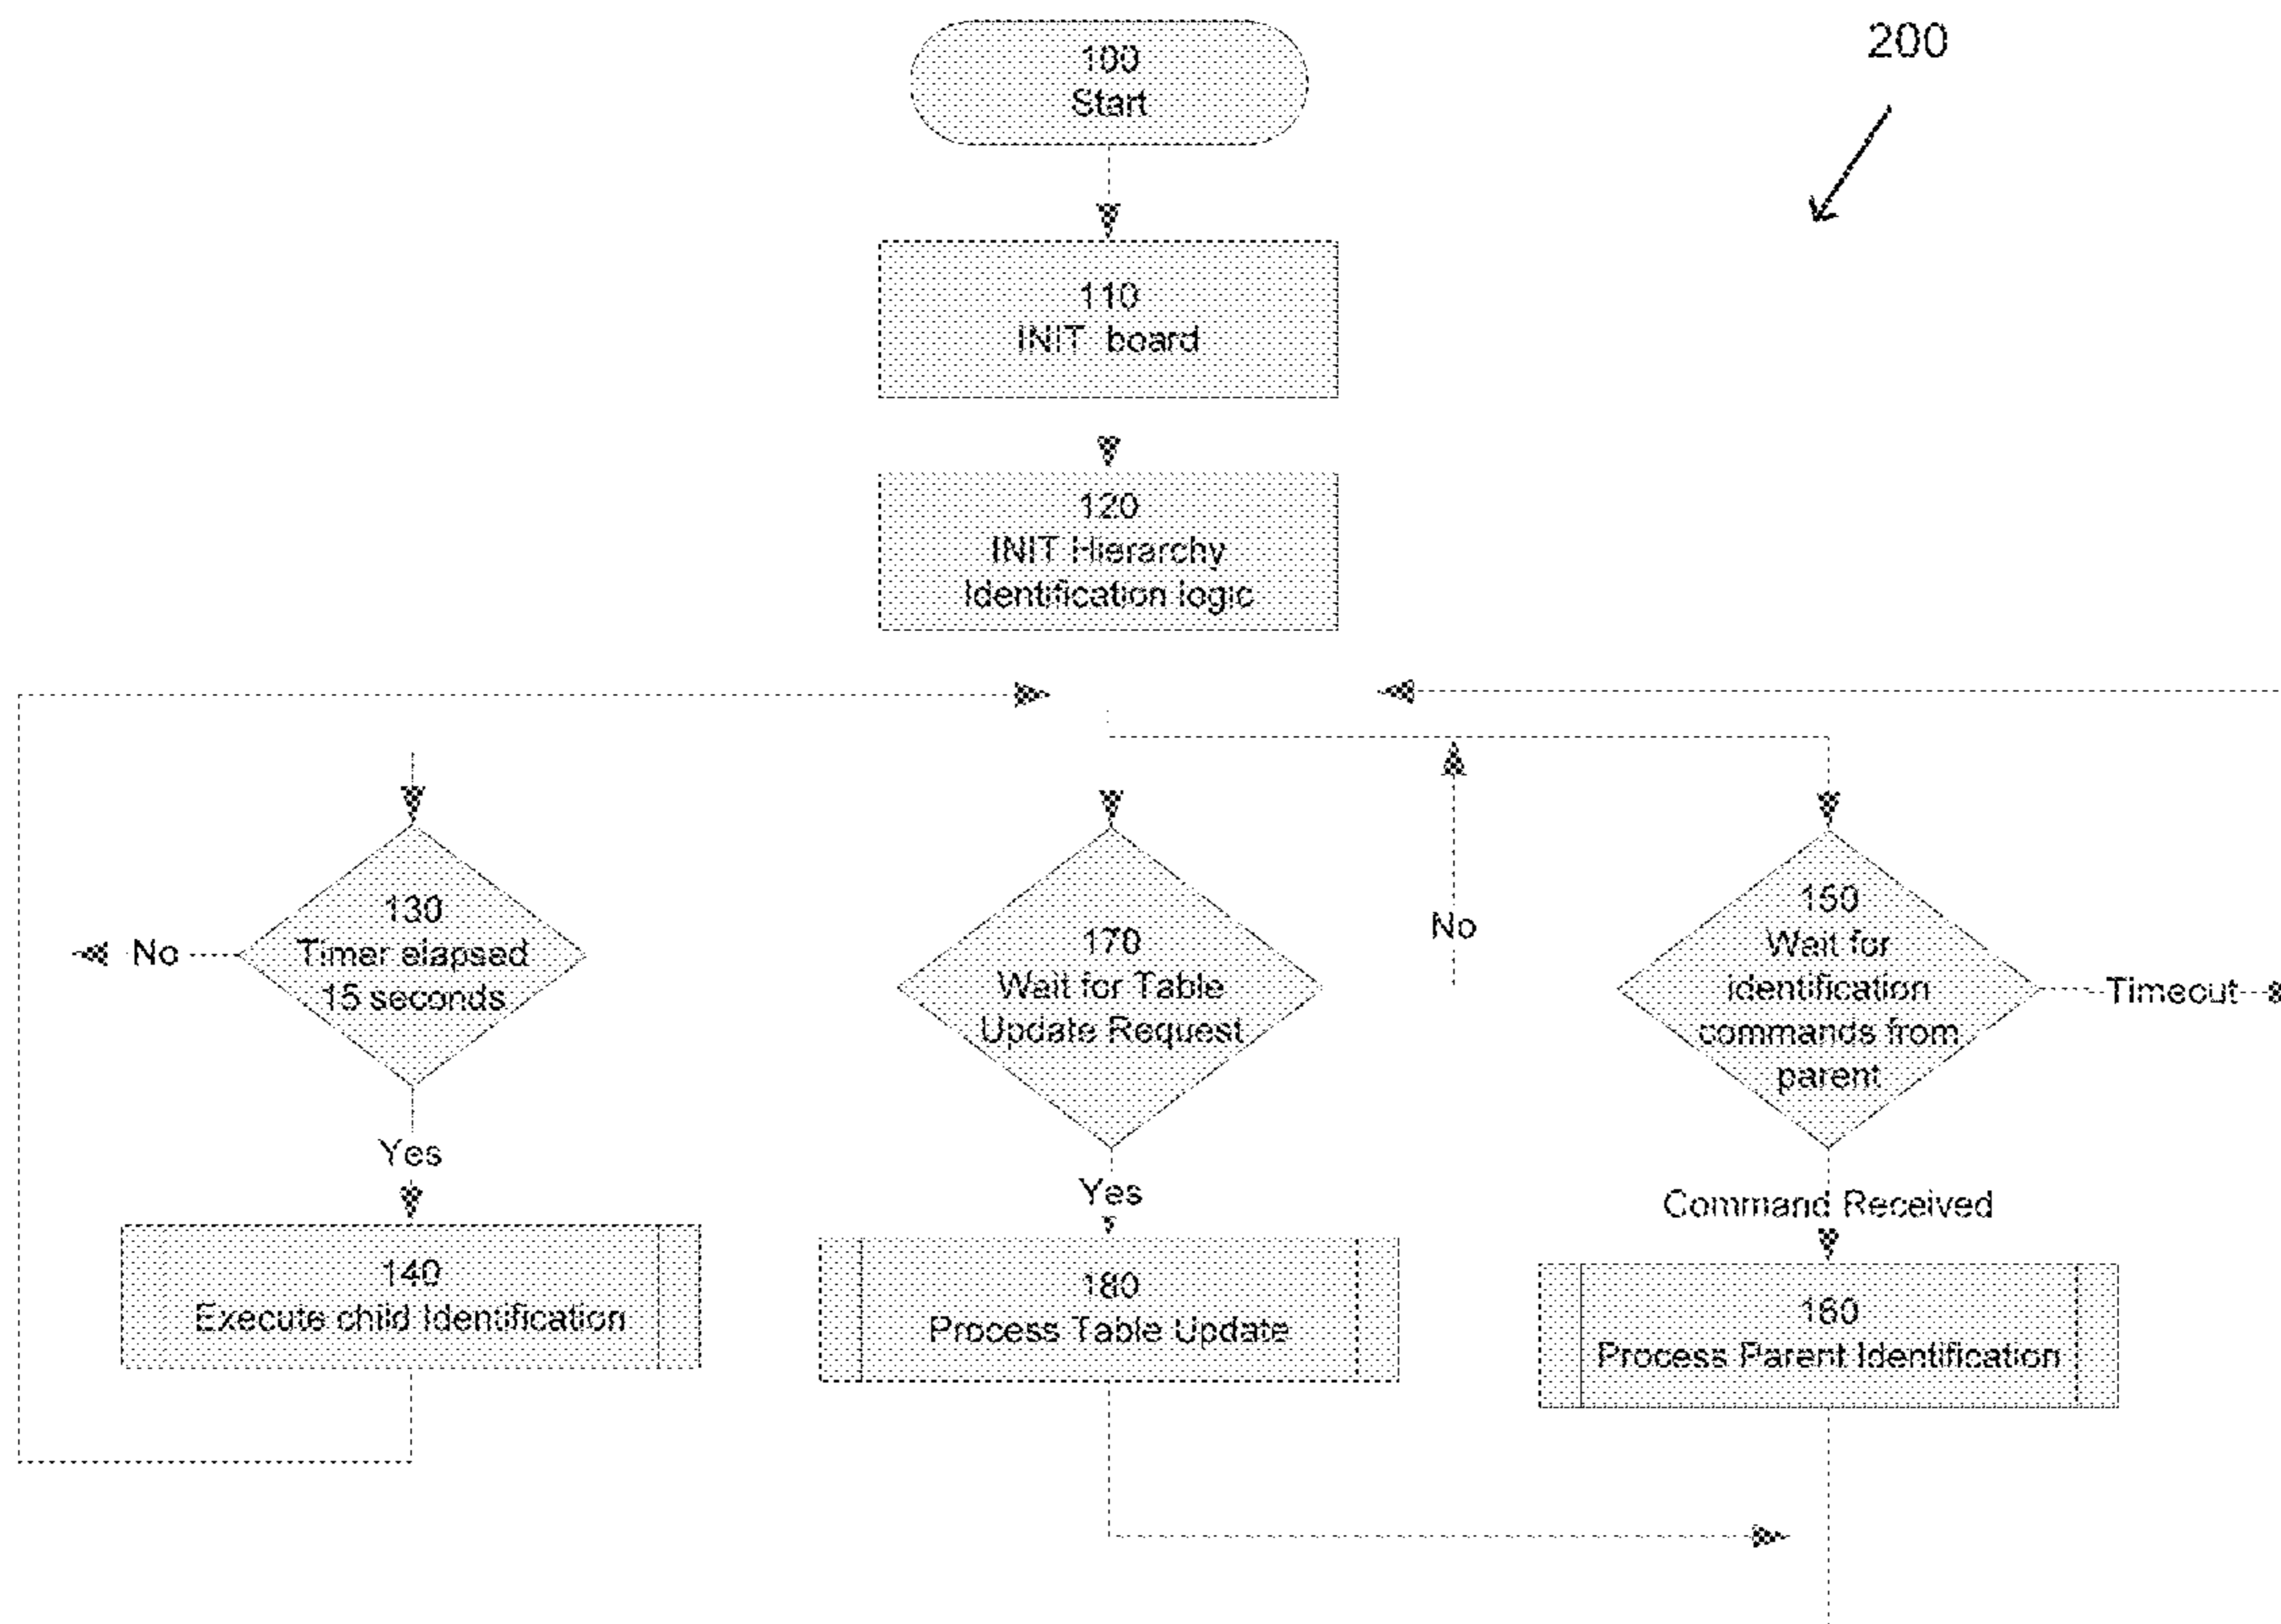 200
100
Start
110
INIT board
120
INIT Hierarchy
Identification logic
130
Timer elapsed
15 seconds
No
Yes
140
Execute child Identification
170
Wait for Table
Update Request
No
Yes
180
Process Table Update
150
Wait for
identification
commands from
parent
Timeout
Command Received
160
Process Parent Identification